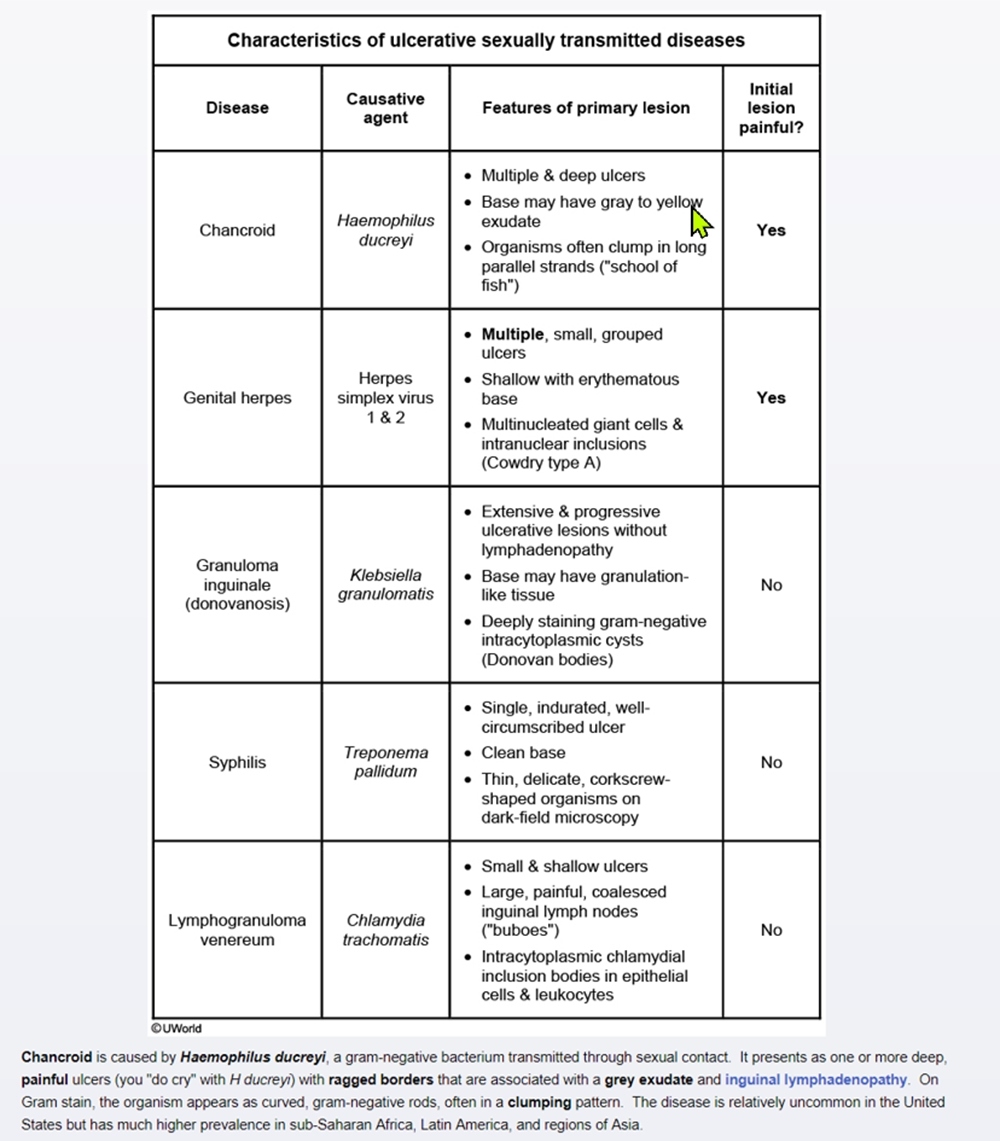 Characteristics of ulcerative sexually transmitted diseases
Disease
Causative
agent
Features of primary lesion
Initial
lesion
painful?
Chancroid
Haemophilus
ducreyi
• Multiple & deep ulcers
• Base may have gray to yellow
exudate
• Organisms often clump in long
parallel strands ("school of
fish")
Yes
Genital herpes
Herpes
simplex virus
1 & 2
• Multiple, small, grouped
ulcers
• Shallow with erythematous
base
• Multinucleated giant cells &
intranuclear inclusions
(Cowdry type A)
Yes
Granuloma
inguinale
(donovanosis)
Klebsiella
granulomatis
• Extensive & progressive
ulcerative lesions without
lymphadenopathy
• Base may have granulation-
like tissue
• Deeply staining gram-negative
intracytoplasmic cysts
(Donovan bodies)
No
Syphilis
Treponema
pallidum
• Single, indurated, well-
circumscribed ulcer
• Clean base
• Thin, delicate, corkscrew-
shaped organisms on
dark-field microscopy
No
Lymphogranuloma
venereum
Chlamydia
trachomatis
• Small & shallow ulcers
• Large, painful, coalesced
inguinal lymph nodes
("buboes")
• Intracytoplasmic chlamydial
inclusion bodies in epithelial
cells & leukocytes
No
©UWorld
Chancroid is caused by Haemophilus ducreyi, a gram-negative bacterium transmitted through sexual contact. It presents as one or more deep,
painful ulcers (you "do cry" with H ducreyi) with ragged borders that are associated with a grey exudate and inguinal lymphadenopathy. On
Gram stain, the organism appears as curved, gram-negative rods, often in a clumping pattern. The disease is relatively uncommon in the United
States but has much higher prevalence in sub-Saharan Africa, Latin America, and regions of Asia.